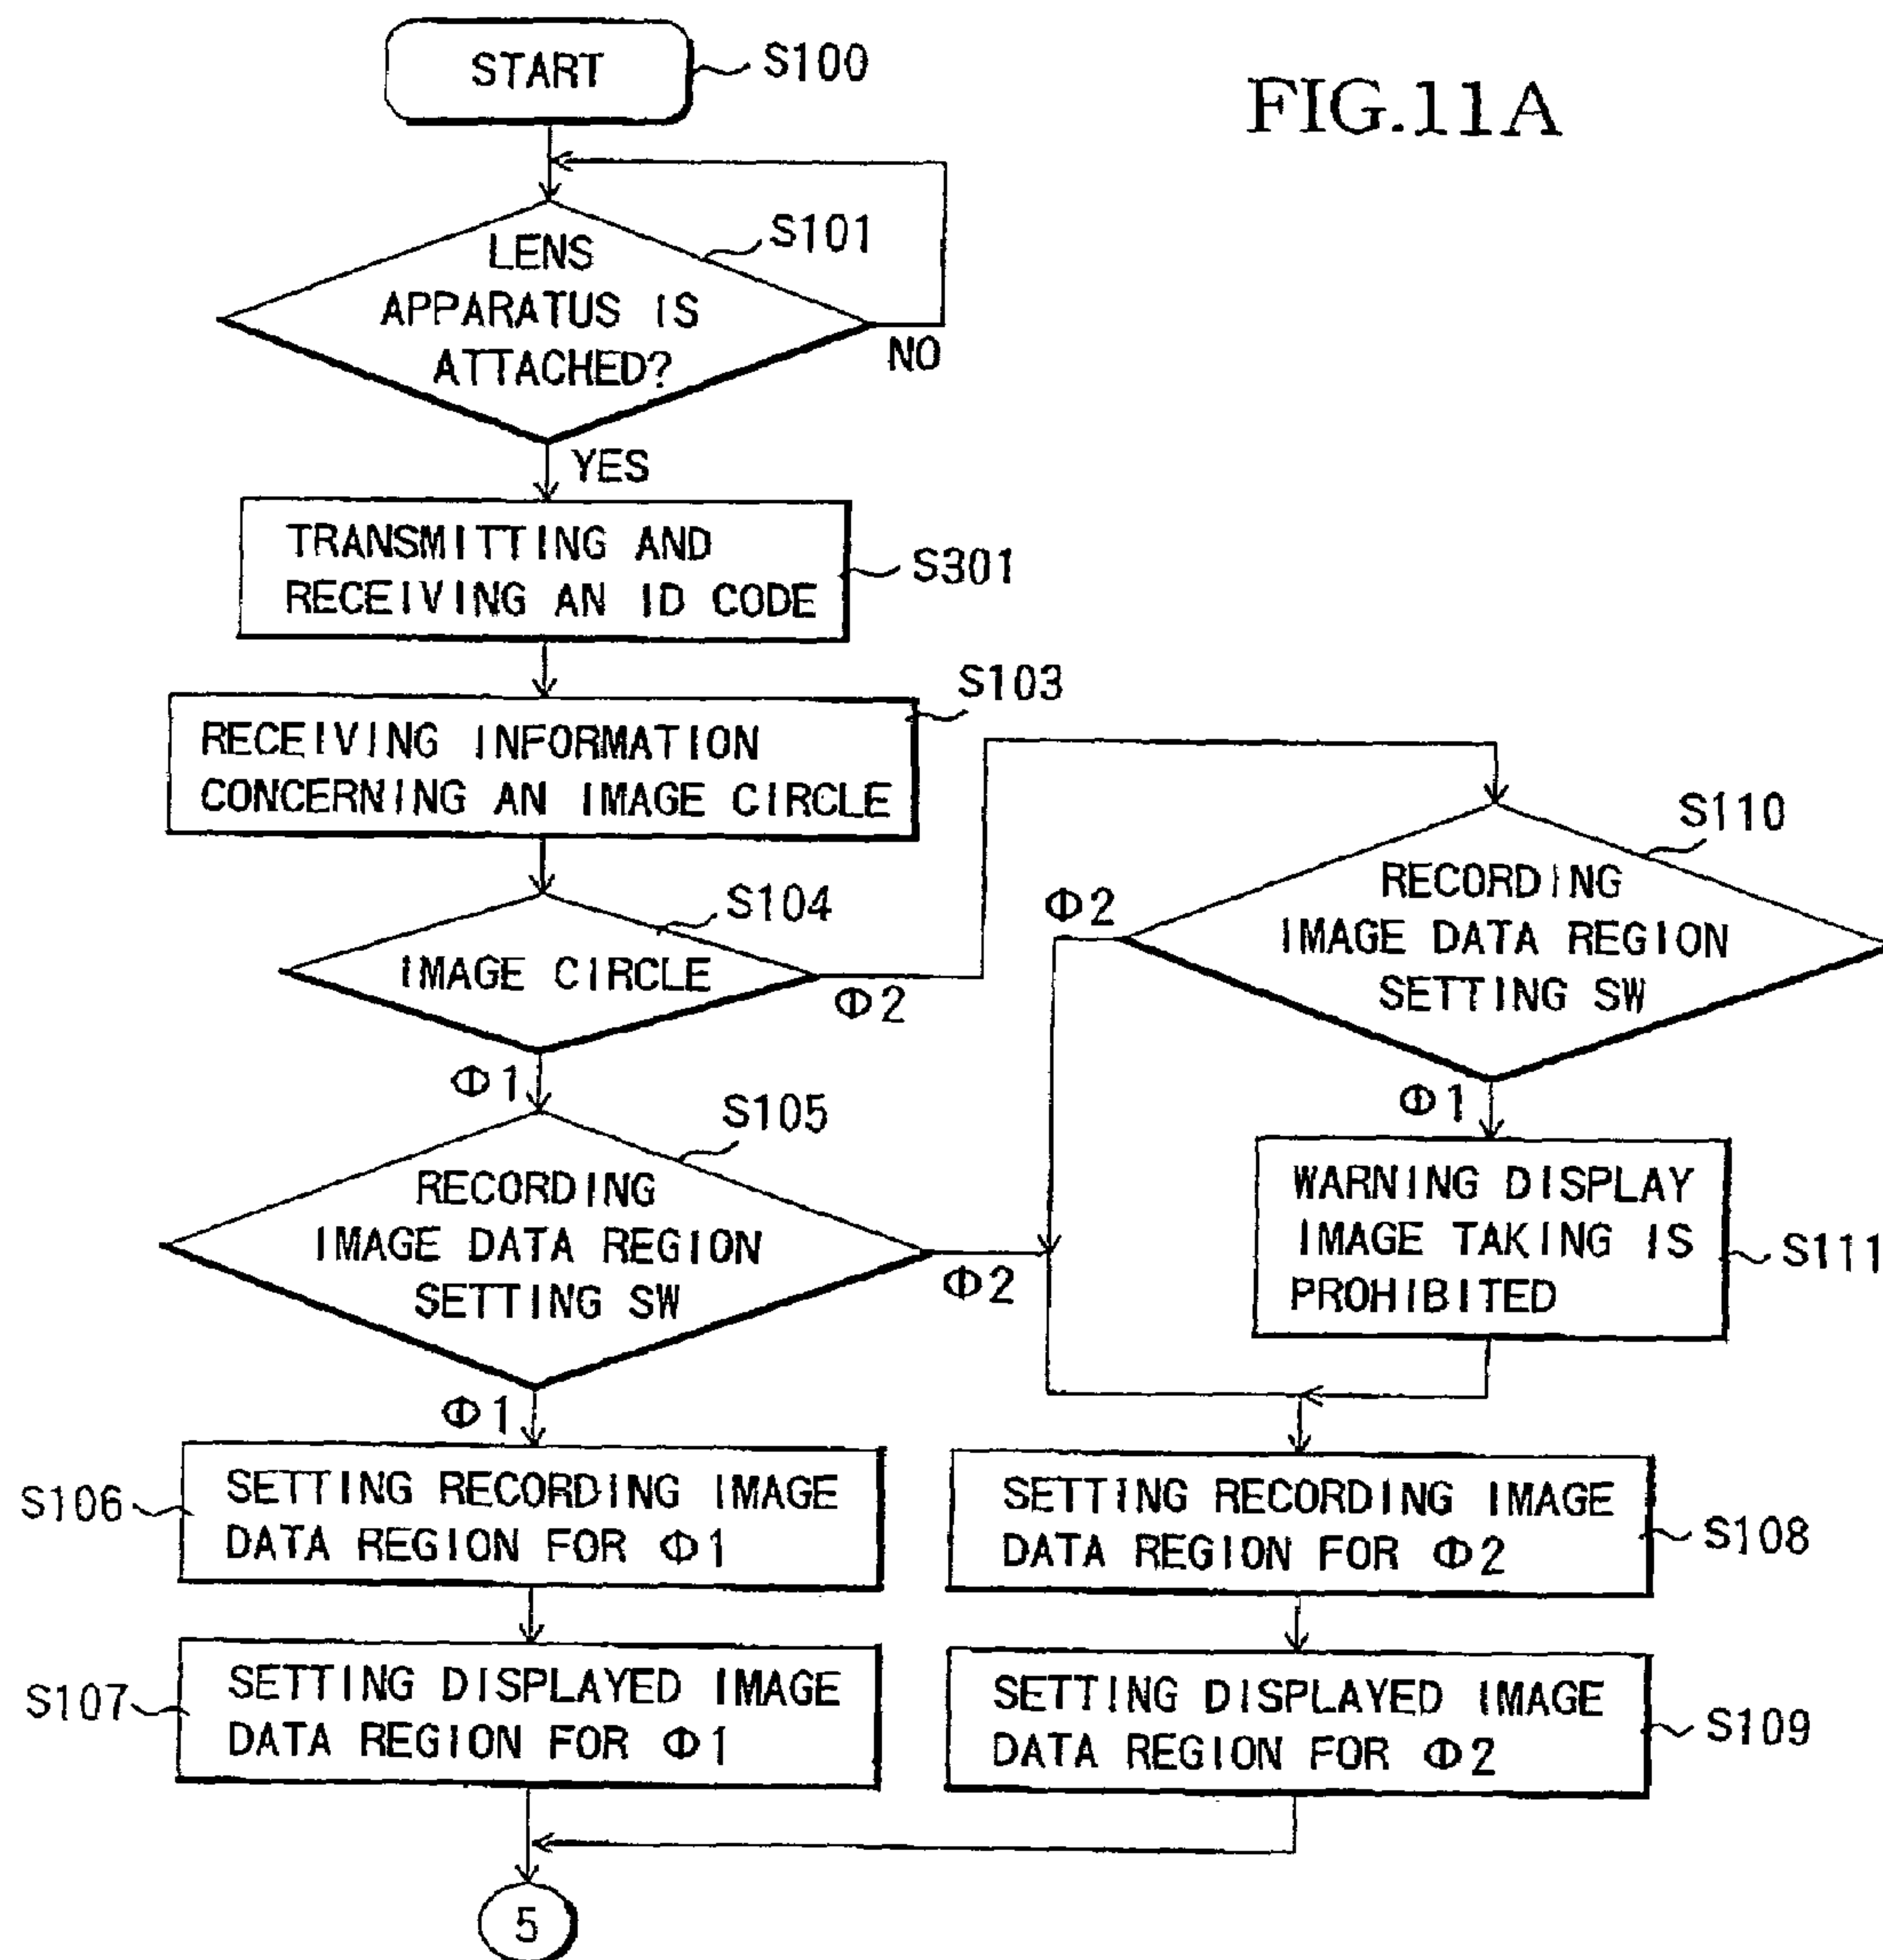 FIG.11A
START
S100
LENS
APPARATUS IS
ATTACHED?
S101
NO
YES
TRANSMITTING AND
RECEIVING AN ID CODE
S301
RECEIVING INFORMATION
CONCERNING AN IMAGE CIRCLE
S103
IMAGE CIRCLE
S104
Φ2
Φ1
RECORDING
IMAGE DATA REGION
SETTING SW
S105
Φ2
Φ1
RECORDING
IMAGE DATA REGION
SETTING SW
S110
Φ2
Φ1
WARNING DISPLAY
IMAGE TAKING IS
PROHIBITED
S111
S106
SETTING RECORDING IMAGE
DATA REGION FOR Φ1
S107
SETTING DISPLAYED IMAGE
DATA REGION FOR Φ1
SETTING RECORDING IMAGE
DATA REGION FOR Φ2
S108
SETTING DISPLAYED IMAGE
DATA REGION FOR Φ2
S109
5